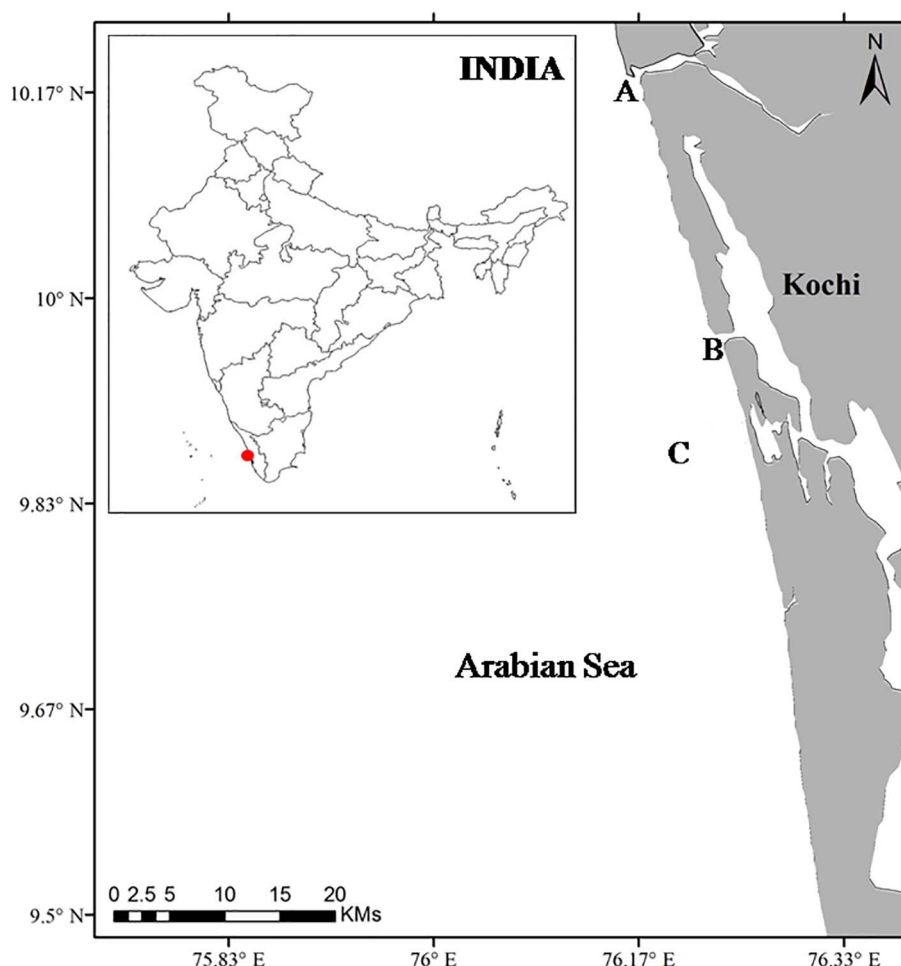 INDIA
N
10.17° N
A
10° N
Kochi
B
C
9.83° N
Arabian Sea
9.67° N
0 2.5 5 10 15 20
KMs
9.5° N
75.83° E 76° E 76.17° E 76.33° E